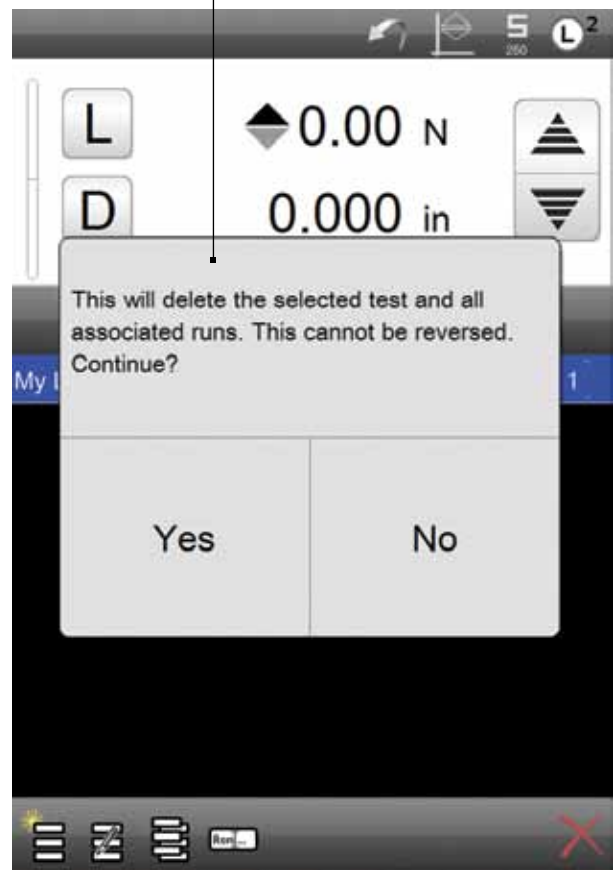 S L 2
250
L 0.00 N
D 0.000 in
This will delete the selected test and all
associated runs. This cannot be reversed.
Continue?
My 1
Yes No
Ren...